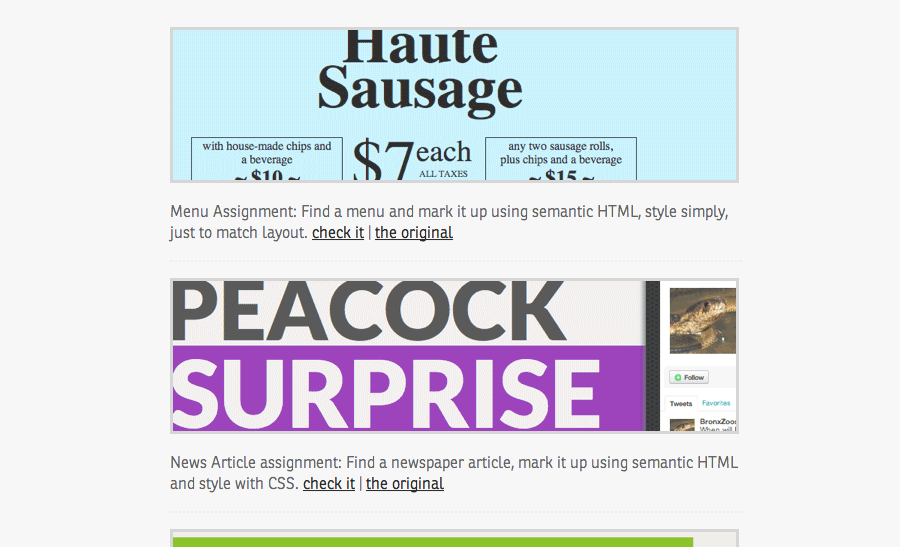 Haute
Sausage
with house-made chips and
a beverage
~ $10 ~
$7 each
ALL TAXES
any two sausage rolls,
plus chips and a beverage
~ $15 ~
Menu Assignment: Find a menu and mark it up using semantic HTML, style simply,
just to match layout. check it | the original
PEACOCK
SURPRISE
Follow
Tweets Favorites
BronxZoo
When will
News Article assignment: Find a newspaper article, mark it up using semantic HTML
and style with CSS. check it | the original